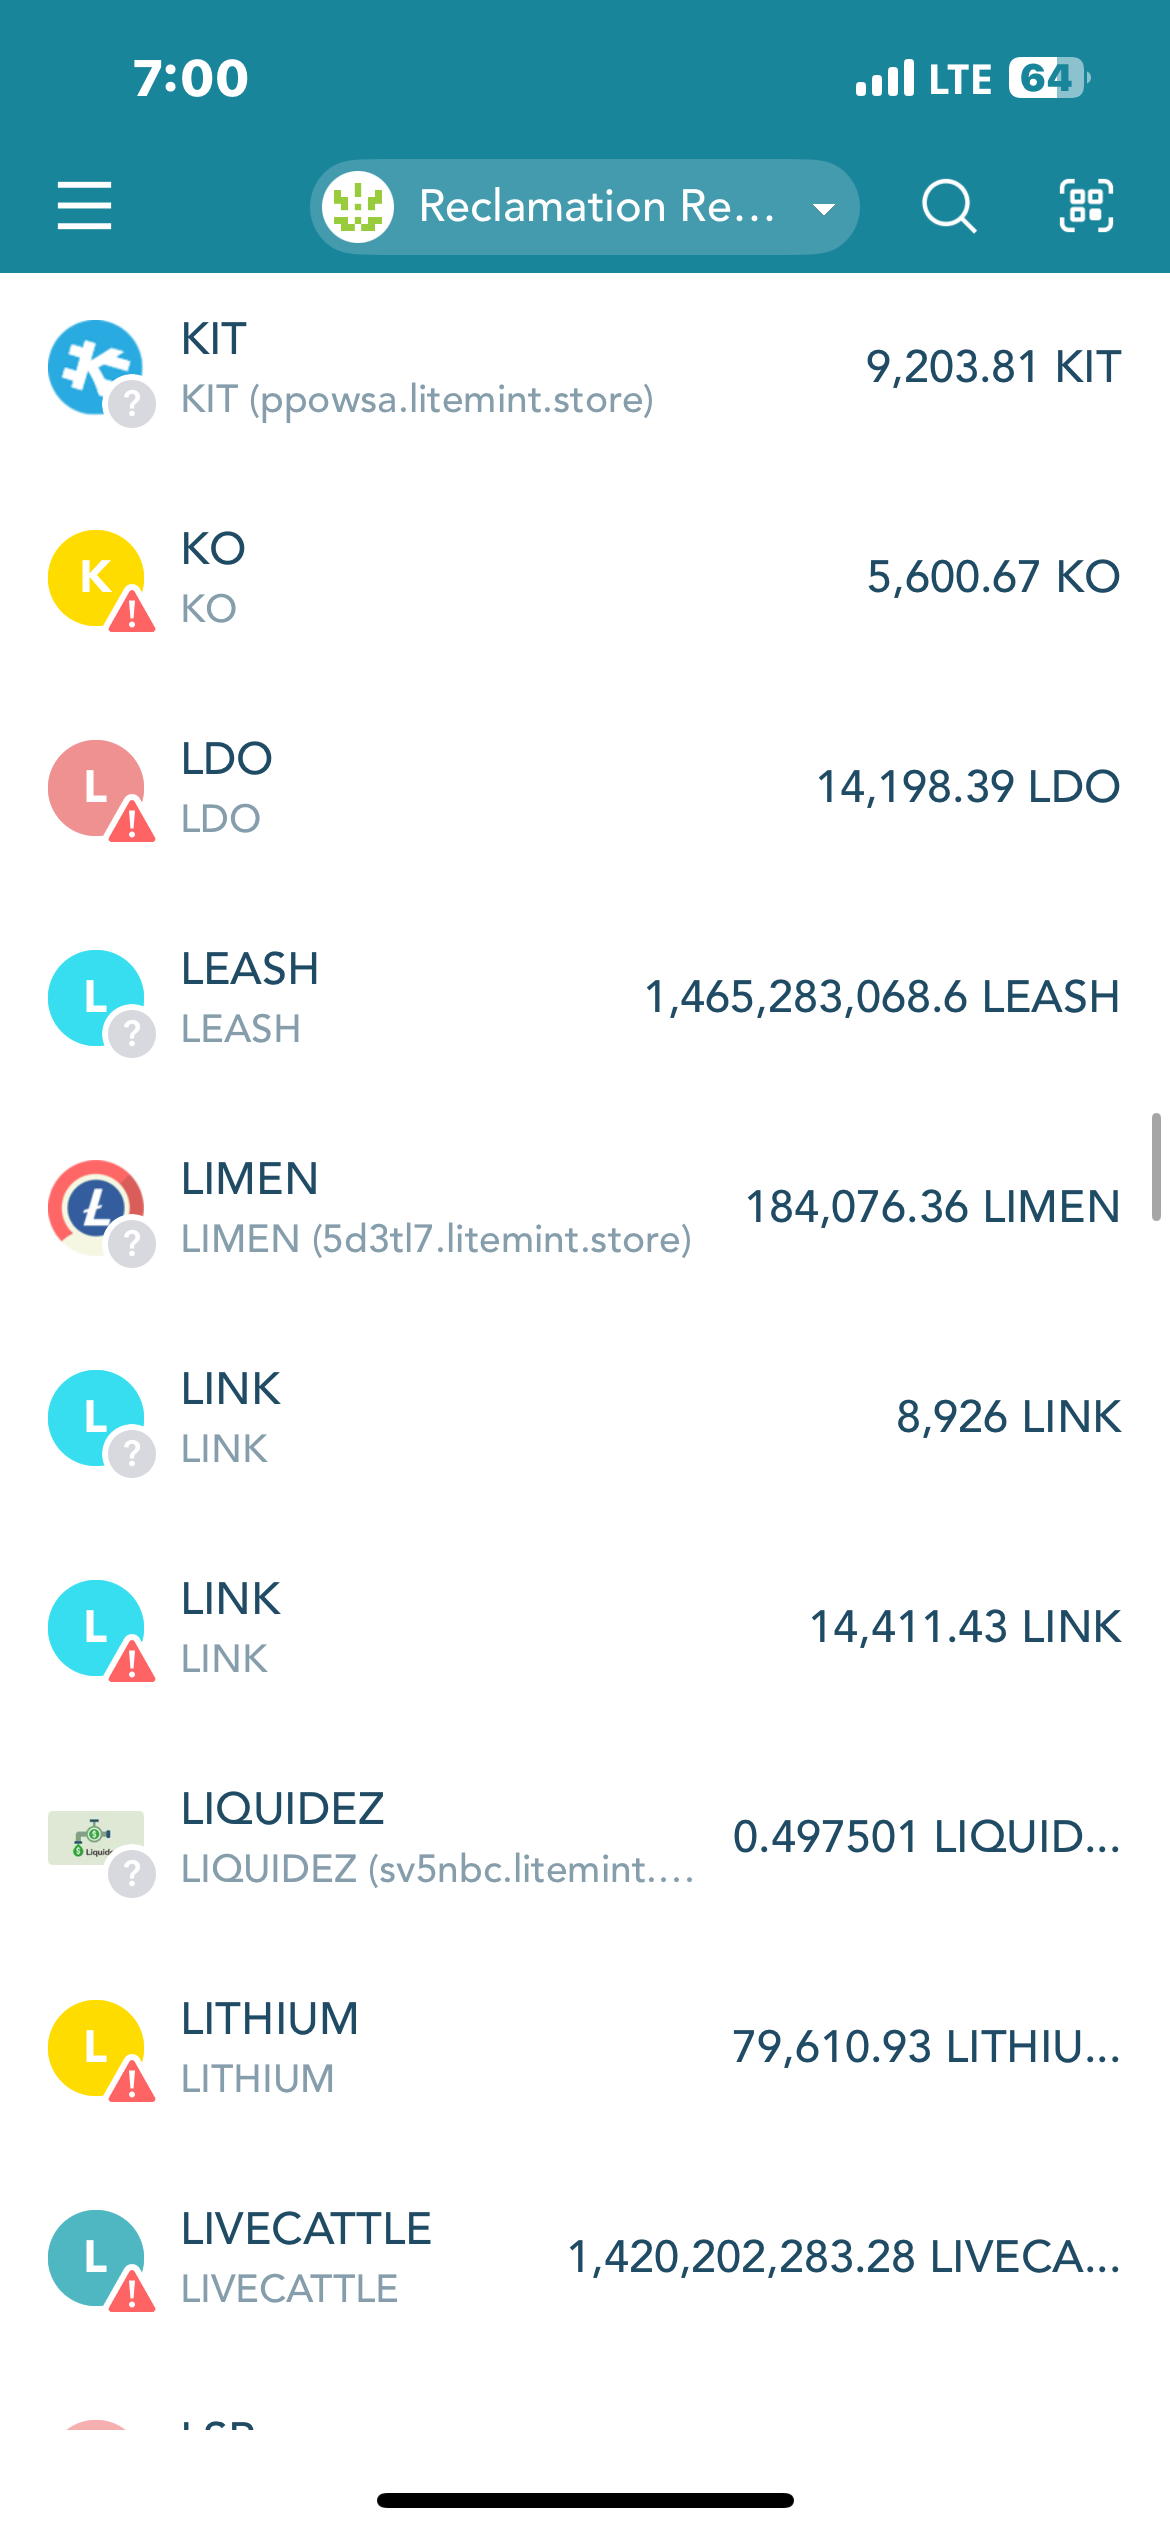 7:00
LTE 64
Reclamation Re...
KIT
KIT (ppowsa.litemint.store)
9,203.81 KIT
K
KO
KO
5,600.67 KO
L
LDO
LDO
14,198.39 LDO
L
LEASH
LEASH
1,465,283,068.6 LEASH
LIMEN
LIMEN (5d3tl7.litemint.store)
184,076.36 LIMEN
L
LINK
LINK
8,926 LINK
L
LINK
LINK
14,411.43 LINK
LIQUIDEZ
LIQUIDEZ (sv5nbc.litemint....
0.497501 LIQUID...
L
LITHIUM
LITHIUM
79,610.93 LITHIU...
L
LIVECATTLE
LIVECATTLE
1,420,202,283.28 LIVECA...